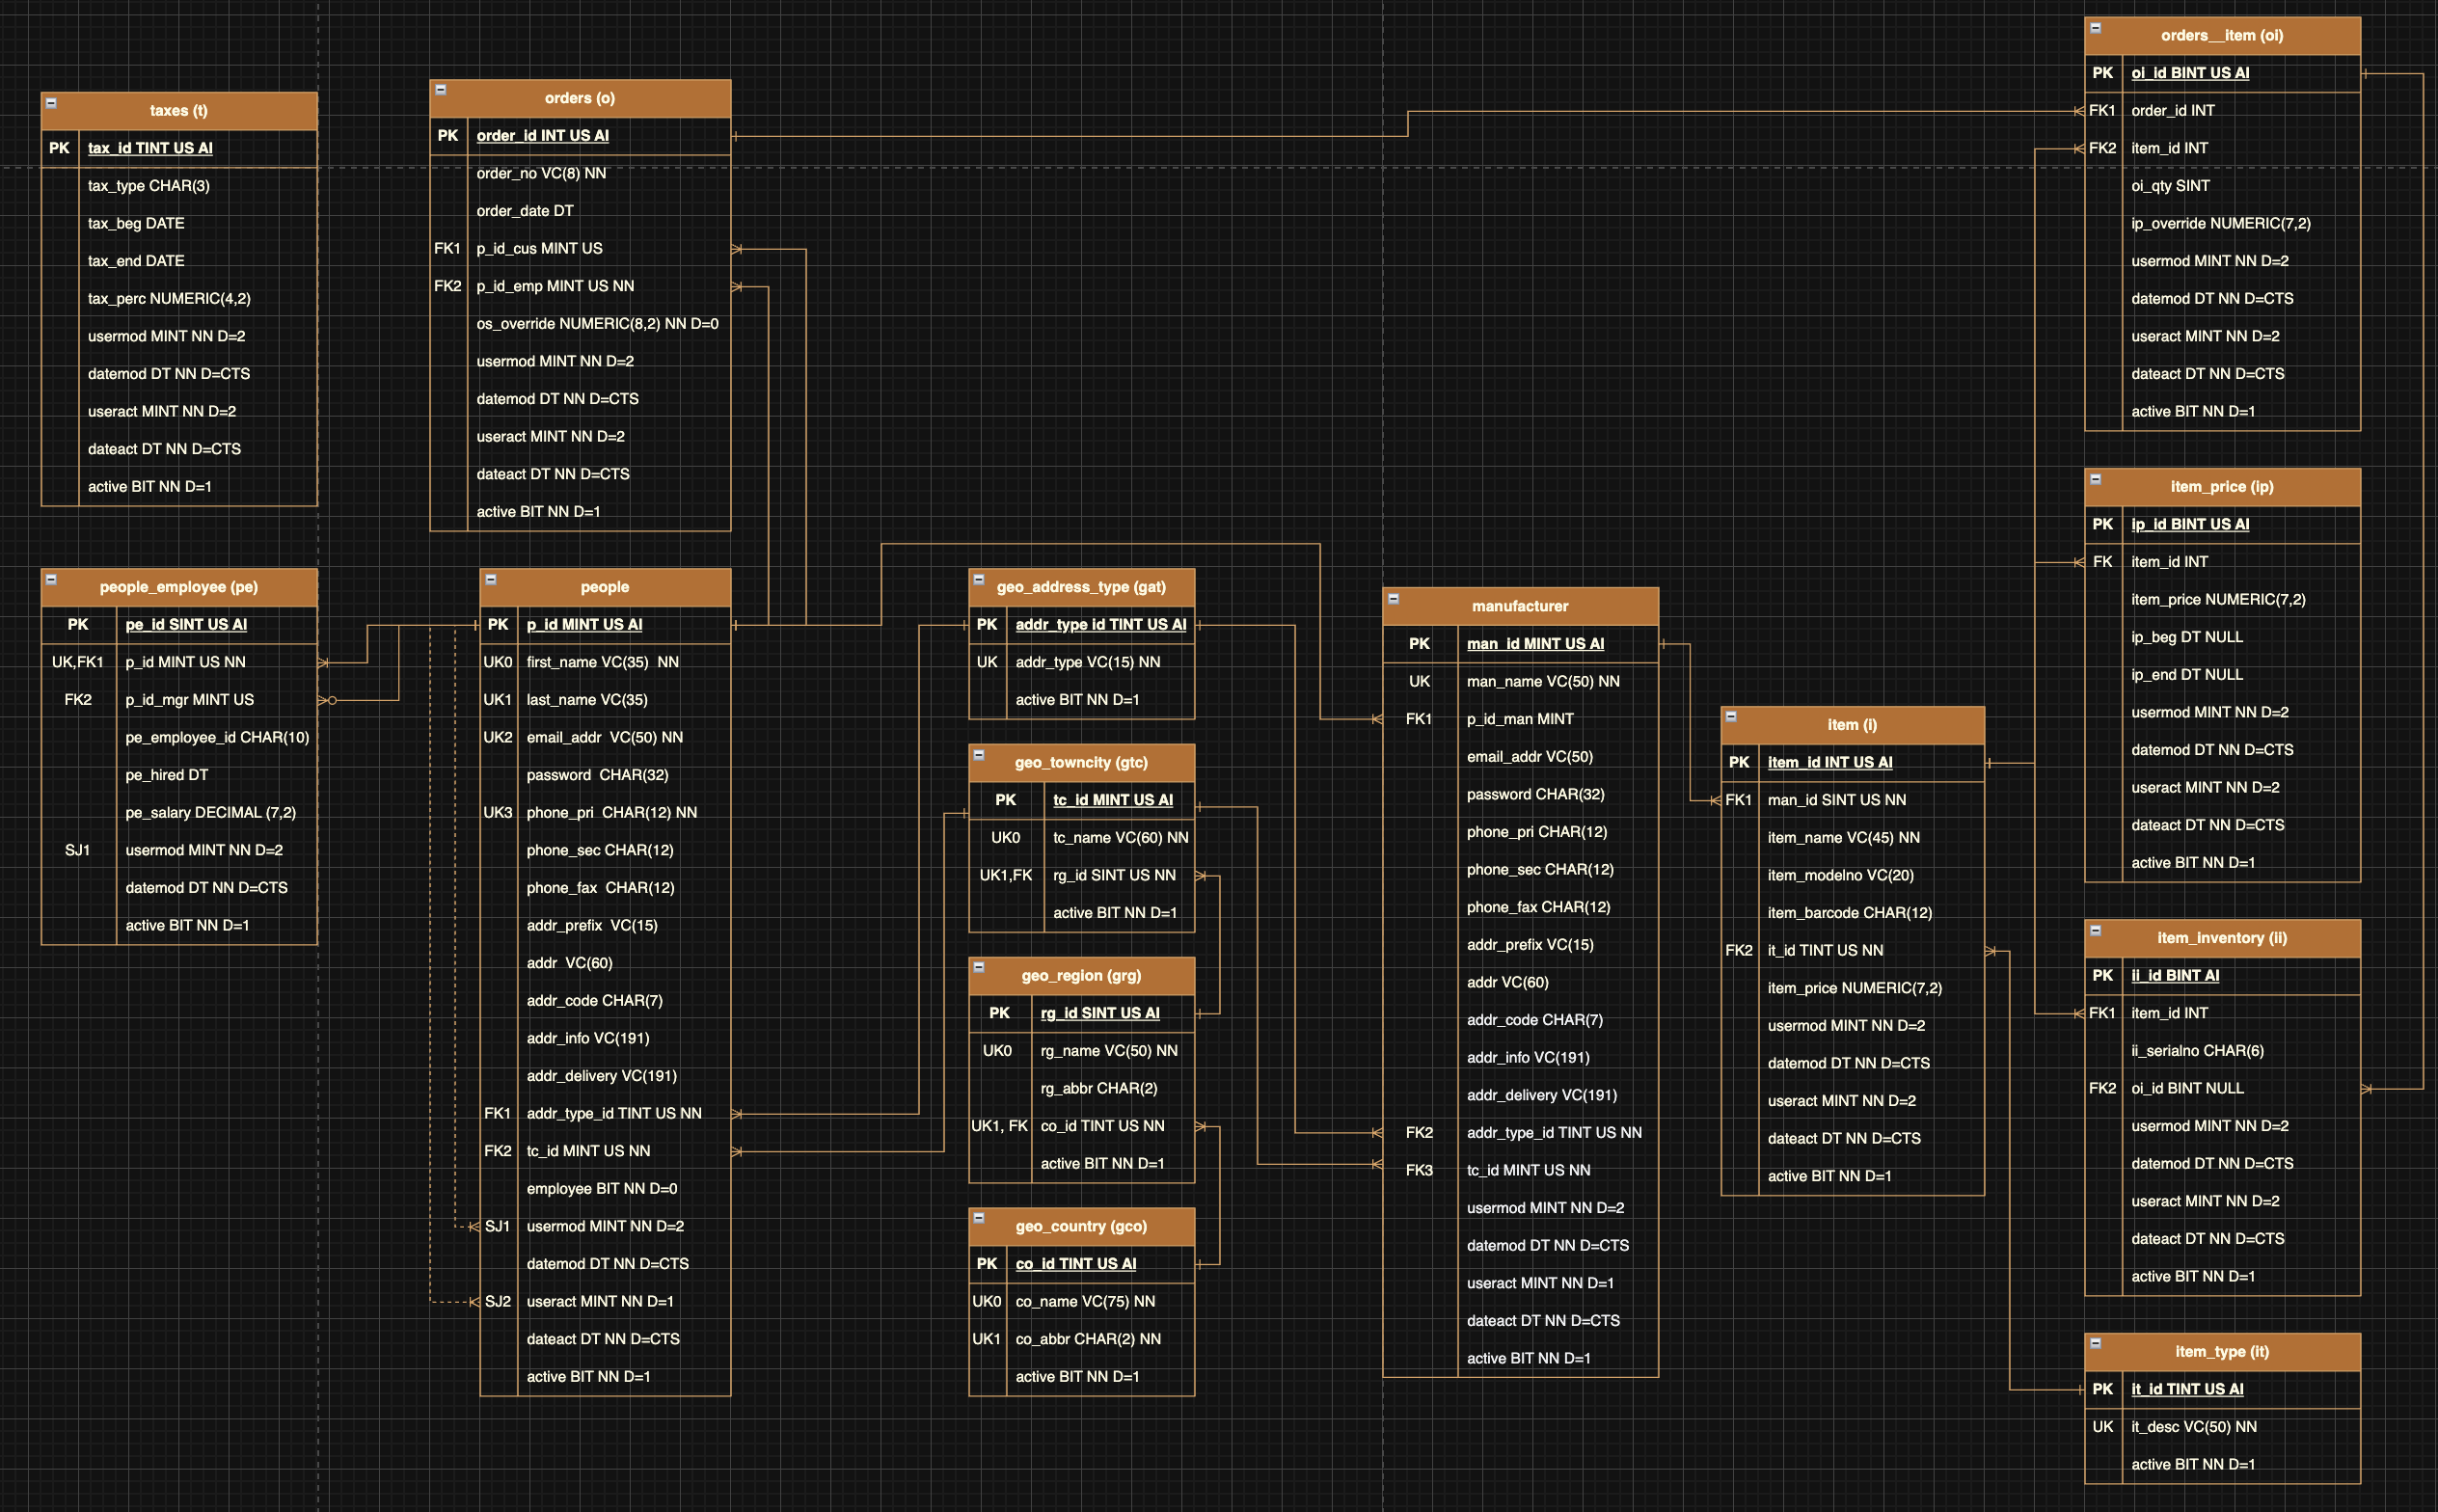 taxes (t)
PK tax_id TINT US AI
tax_type CHAR(3)
tax_beg DATE
tax_end DATE
tax_perc NUMERIC(4,2)
usermod MINT NN D=2
datemod DT NN D=CTS
useract MINT NN D=2
dateact DT NN D=CTS
active BIT NN D=1
orders (o)
PK order_id INT US AI
order_no VC(8) NN
order_date DT
FK1 p_id_cus MINT US
FK2 p_id_emp MINT US NN
os_override NUMERIC(8,2) NN D=0
usermod MINT NN D=2
datemod DT NN D=CTS
useract MINT NN D=2
dateact DT NN D=CTS
active BIT NN D=1
orders__item (oi)
PK oi_id BINT US AI
FK1 order_id INT
FK2 item_id INT
oi_qty SINT
ip_override NUMERIC(7,2)
usermod MINT NN D=2
datemod DT NN D=CTS
useract MINT NN D=2
dateact DT NN D=CTS
active BIT NN D=1
people_employee (pe)
PK pe_id SINT US AI
UK,FK1 p_id MINT US NN
FK2 p_id_mgr MINT US
pe_employee_id CHAR(10)
pe_hired DT
pe_salary DECIMAL (7,2)
SJ1 usermod MINT NN D=2
datemod DT NN D=CTS
active BIT NN D=1
people
PK p_id MINT US AI
UK0 first_name VC(35)  NN
UK1 last_name VC(35)
UK2 email_addr  VC(50) NN
password  CHAR(32)
UK3 phone_pri  CHAR(12) NN
phone_sec CHAR(12)
phone_fax  CHAR(12)
addr_prefix  VC(15)
addr  VC(60)
addr_code CHAR(7)
addr_info VC(191)
addr_delivery VC(191)
FK1 addr_type_id TINT US NN
FK2 tc_id MINT US NN
employee BIT NN D=0
SJ1 usermod MINT NN D=2
datemod DT NN D=CTS
SJ2 useract MINT NN D=1
dateact DT NN D=CTS
active BIT NN D=1
geo_address_type (gat)
PK addr_type id TINT US AI
UK addr_type VC(15) NN
active BIT NN D=1
geo_towncity (gtc)
PK tc_id MINT US AI
UK0 tc_name VC(60) NN
UK1,FK rg_id SINT US NN
active BIT NN D=1
geo_region (grg)
PK rg_id SINT US AI
UK0 rg_name VC(50) NN
rg_abbr CHAR(2)
UK1, FK co_id TINT US NN
active BIT NN D=1
geo_country (gco)
PK co_id TINT US AI
UK0 co_name VC(75) NN
UK1 co_abbr CHAR(2) NN
active BIT NN D=1
manufacturer
PK man_id MINT US AI
UK man_name VC(50) NN
FK1 p_id_man MINT
email_addr VC(50)
password CHAR(32)
phone_pri CHAR(12)
phone_sec CHAR(12)
phone_fax CHAR(12)
addr_prefix VC(15)
addr VC(60)
addr_code CHAR(7)
addr_info VC(191)
addr_delivery VC(191)
FK2 addr_type_id TINT US NN
FK3 tc_id MINT US NN
usermod MINT NN D=2
datemod DT NN D=CTS
useract MINT NN D=1
dateact DT NN D=CTS
active BIT NN D=1
item (i)
PK item_id INT US AI
FK1 man_id SINT US NN
item_name VC(45) NN
item_modelno VC(20)
item_barcode CHAR(12)
FK2 it_id TINT US NN
item_price NUMERIC(7,2)
usermod MINT NN D=2
datemod DT NN D=CTS
useract MINT NN D=2
dateact DT NN D=CTS
active BIT NN D=1
item_price (ip)
PK ip_id BINT US AI
FK item_id INT
item_price NUMERIC(7,2)
ip_beg DT NULL
ip_end DT NULL
usermod MINT NN D=2
datemod DT NN D=CTS
useract MINT NN D=2
dateact DT NN D=CTS
active BIT NN D=1
item_inventory (ii)
PK ii_id BINT AI
FK1 item_id INT
ii_serialno CHAR(6)
FK2 oi_id BINT NULL
usermod MINT NN D=2
datemod DT NN D=CTS
useract MINT NN D=2
dateact DT NN D=CTS
active BIT NN D=1
item_type (it)
PK it_id TINT US AI
UK it_desc VC(50) NN
active BIT NN D=1